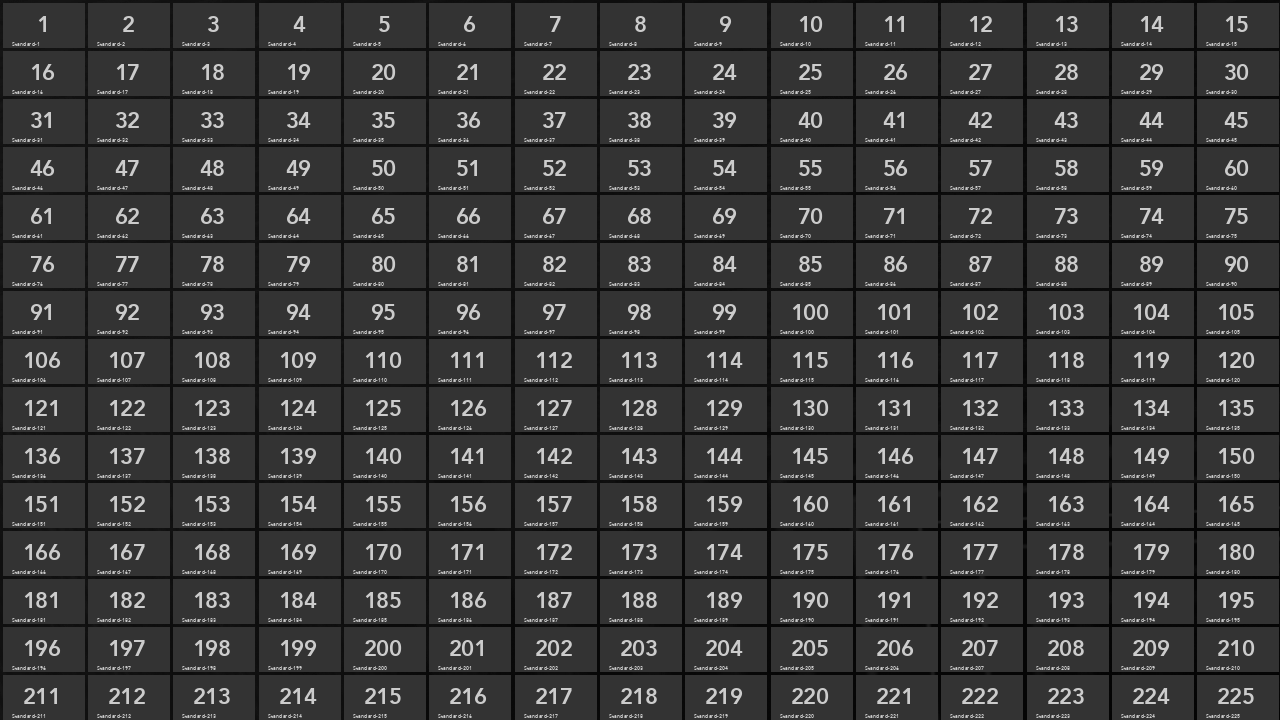 1 2 3 4 5 6 7 8 9 10 11 12 13 14 15
Standard-1 Standard-2 Standard-3 Standard-4 Standard-5 Standard-6 Standard-7 Standard-8 Standard-9 Standard-10 Standard-11 Standard-12 Standard-13 Standard-14 Standard-15
16 17 18 19 20 21 22 23 24 25 26 27 28 29 30
Standard-16 Standard-17 Standard-18 Standard-19 Standard-20 Standard-21 Standard-22 Standard-23 Standard-24 Standard-25 Standard-26 Standard-27 Standard-28 Standard-29 Standard-30
31 32 33 34 35 36 37 38 39 40 41 42 43 44 45
Standard-31 Standard-32 Standard-33 Standard-34 Standard-35 Standard-36 Standard-37 Standard-38 Standard-39 Standard-40 Standard-41 Standard-42 Standard-43 Standard-44 Standard-45
46 47 48 49 50 51 52 53 54 55 56 57 58 59 60
Standard-46 Standard-47 Standard-48 Standard-49 Standard-50 Standard-51 Standard-52 Standard-53 Standard-54 Standard-55 Standard-56 Standard-57 Standard-58 Standard-59 Standard-60
61 62 63 64 65 66 67 68 69 70 71 72 73 74 75
Standard-61 Standard-62 Standard-63 Standard-64 Standard-65 Standard-66 Standard-67 Standard-68 Standard-69 Standard-70 Standard-71 Standard-72 Standard-73 Standard-74 Standard-75
76 77 78 79 80 81 82 83 84 85 86 87 88 89 90
Standard-76 Standard-77 Standard-78 Standard-79 Standard-80 Standard-81 Standard-82 Standard-83 Standard-84 Standard-85 Standard-86 Standard-87 Standard-88 Standard-89 Standard-90
91 92 93 94 95 96 97 98 99 100 101 102 103 104 105
Standard-91 Standard-92 Standard-93 Standard-94 Standard-95 Standard-96 Standard-97 Standard-98 Standard-99 Standard-100 Standard-101 Standard-102 Standard-103 Standard-104 Standard-105
106 107 108 109 110 111 112 113 114 115 116 117 118 119 120
Standard-106 Standard-107 Standard-108 Standard-109 Standard-110 Standard-111 Standard-112 Standard-113 Standard-114 Standard-115 Standard-116 Standard-117 Standard-118 Standard-119 Standard-120
121 122 123 124 125 126 127 128 129 130 131 132 133 134 135
Standard-121 Standard-122 Standard-123 Standard-124 Standard-125 Standard-126 Standard-127 Standard-128 Standard-129 Standard-130 Standard-131 Standard-132 Standard-133 Standard-134 Standard-135
136 137 138 139 140 141 142 143 144 145 146 147 148 149 150
Standard-136 Standard-137 Standard-138 Standard-139 Standard-140 Standard-141 Standard-142 Standard-143 Standard-144 Standard-145 Standard-146 Standard-147 Standard-148 Standard-149 Standard-150
151 152 153 154 155 156 157 158 159 160 161 162 163 164 165
Standard-151 Standard-152 Standard-153 Standard-154 Standard-155 Standard-156 Standard-157 Standard-158 Standard-159 Standard-160 Standard-161 Standard-162 Standard-163 Standard-164 Standard-165
166 167 168 169 170 171 172 173 174 175 176 177 178 179 180
Standard-166 Standard-167 Standard-168 Standard-169 Standard-170 Standard-171 Standard-172 Standard-173 Standard-174 Standard-175 Standard-176 Standard-177 Standard-178 Standard-179 Standard-180
181 182 183 184 185 186 187 188 189 190 191 192 193 194 195
Standard-181 Standard-182 Standard-183 Standard-184 Standard-185 Standard-186 Standard-187 Standard-188 Standard-189 Standard-190 Standard-191 Standard-192 Standard-193 Standard-194 Standard-195
196 197 198 199 200 201 202 203 204 205 206 207 208 209 210
Standard-196 Standard-197 Standard-198 Standard-199 Standard-200 Standard-201 Standard-202 Standard-203 Standard-204 Standard-205 Standard-206 Standard-207 Standard-208 Standard-209 Standard-210
211 212 213 214 215 216 217 218 219 220 221 222 223 224 225
Standard-211 Standard-212 Standard-213 Standard-214 Standard-215 Standard-216 Standard-217 Standard-218 Standard-219 Standard-220 Standard-221 Standard-222 Standard-223 Standard-224 Standard-225